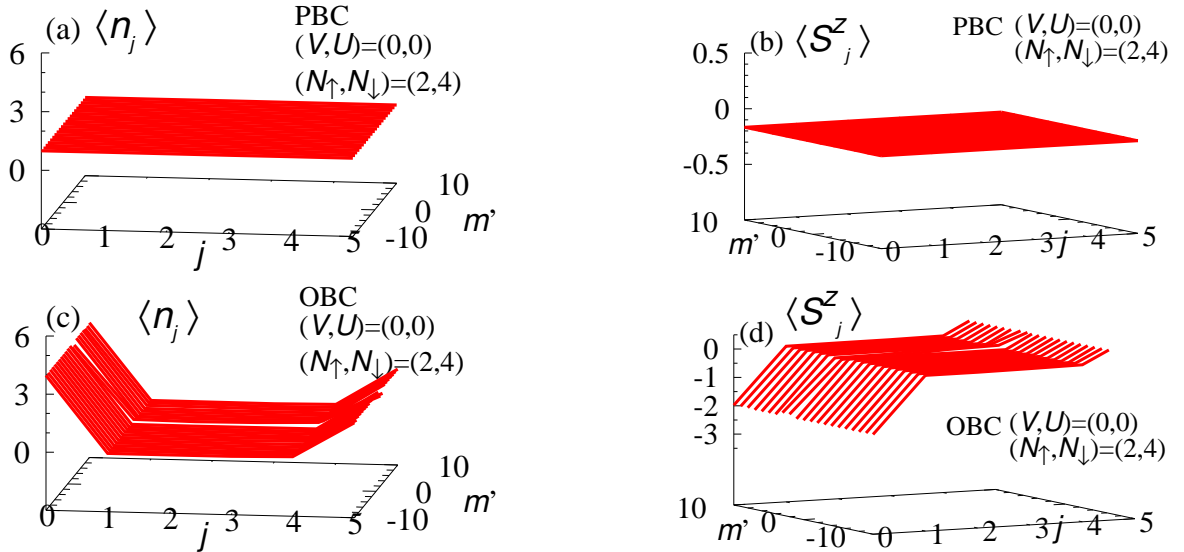 (a) ⟨n_j⟩ PBC
(V,U)=(0,0)
(N↑,N↓)=(2,4)
6
3
0
0 1 2 3 4 5
j
-10 0 10
m'
(b) ⟨S^z_j⟩ PBC (V,U)=(0,0)
(N↑,N↓)=(2,4)
0.5
0
-0.5
10 0 -10
m'
0 1 2 3 4 5
j
(c) ⟨n_j⟩ OBC
(V,U)=(0,0)
(N↑,N↓)=(2,4)
6
3
0
0 1 2 3 4 5
j
-10 0 10
m'
(d) ⟨S^z_j⟩
0
-1
-2
-3
OBC (V,U)=(0,0)
(N↑,N↓)=(2,4)
10 0 -10
m'
0 1 2 3 4 5
j